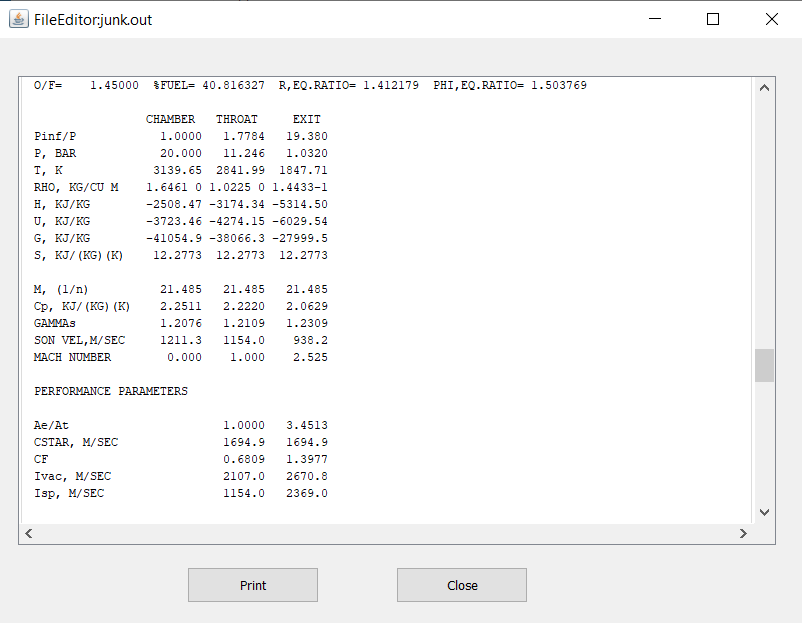 FileEditor:junk.out
O/F= 1.45000 %FUEL= 40.816327 R,EQ.RATIO= 1.412179 PHI,EQ.RATIO= 1.503769
CHAMBER THROAT EXIT
Pinf/P 1.0000 1.7784 19.380
P, BAR 20.000 11.246 1.0320
T, K 3139.65 2841.99 1847.71
RHO, KG/CU M 1.6461 0 1.0225 0 1.4433-1
H, KJ/KG -2508.47 -3174.34 -5314.50
U, KJ/KG -3723.46 -4274.15 -6029.54
G, KJ/KG -41054.9 -38066.3 -27999.5
S, KJ/(KG)(K) 12.2773 12.2773 12.2773
M, (1/n) 21.485 21.485 21.485
Cp, KJ/(KG)(K) 2.2511 2.2220 2.0629
GAMMAs 1.2076 1.2109 1.2309
SON VEL,M/SEC 1211.3 1154.0 938.2
MACH NUMBER 0.000 1.000 2.525
PERFORMANCE PARAMETERS
Ae/At 1.0000 3.4513
CSTAR, M/SEC 1694.9 1694.9
CF 0.6809 1.3977
Ivac, M/SEC 2107.0 2670.8
Isp, M/SEC 1154.0 2369.0
Print Close